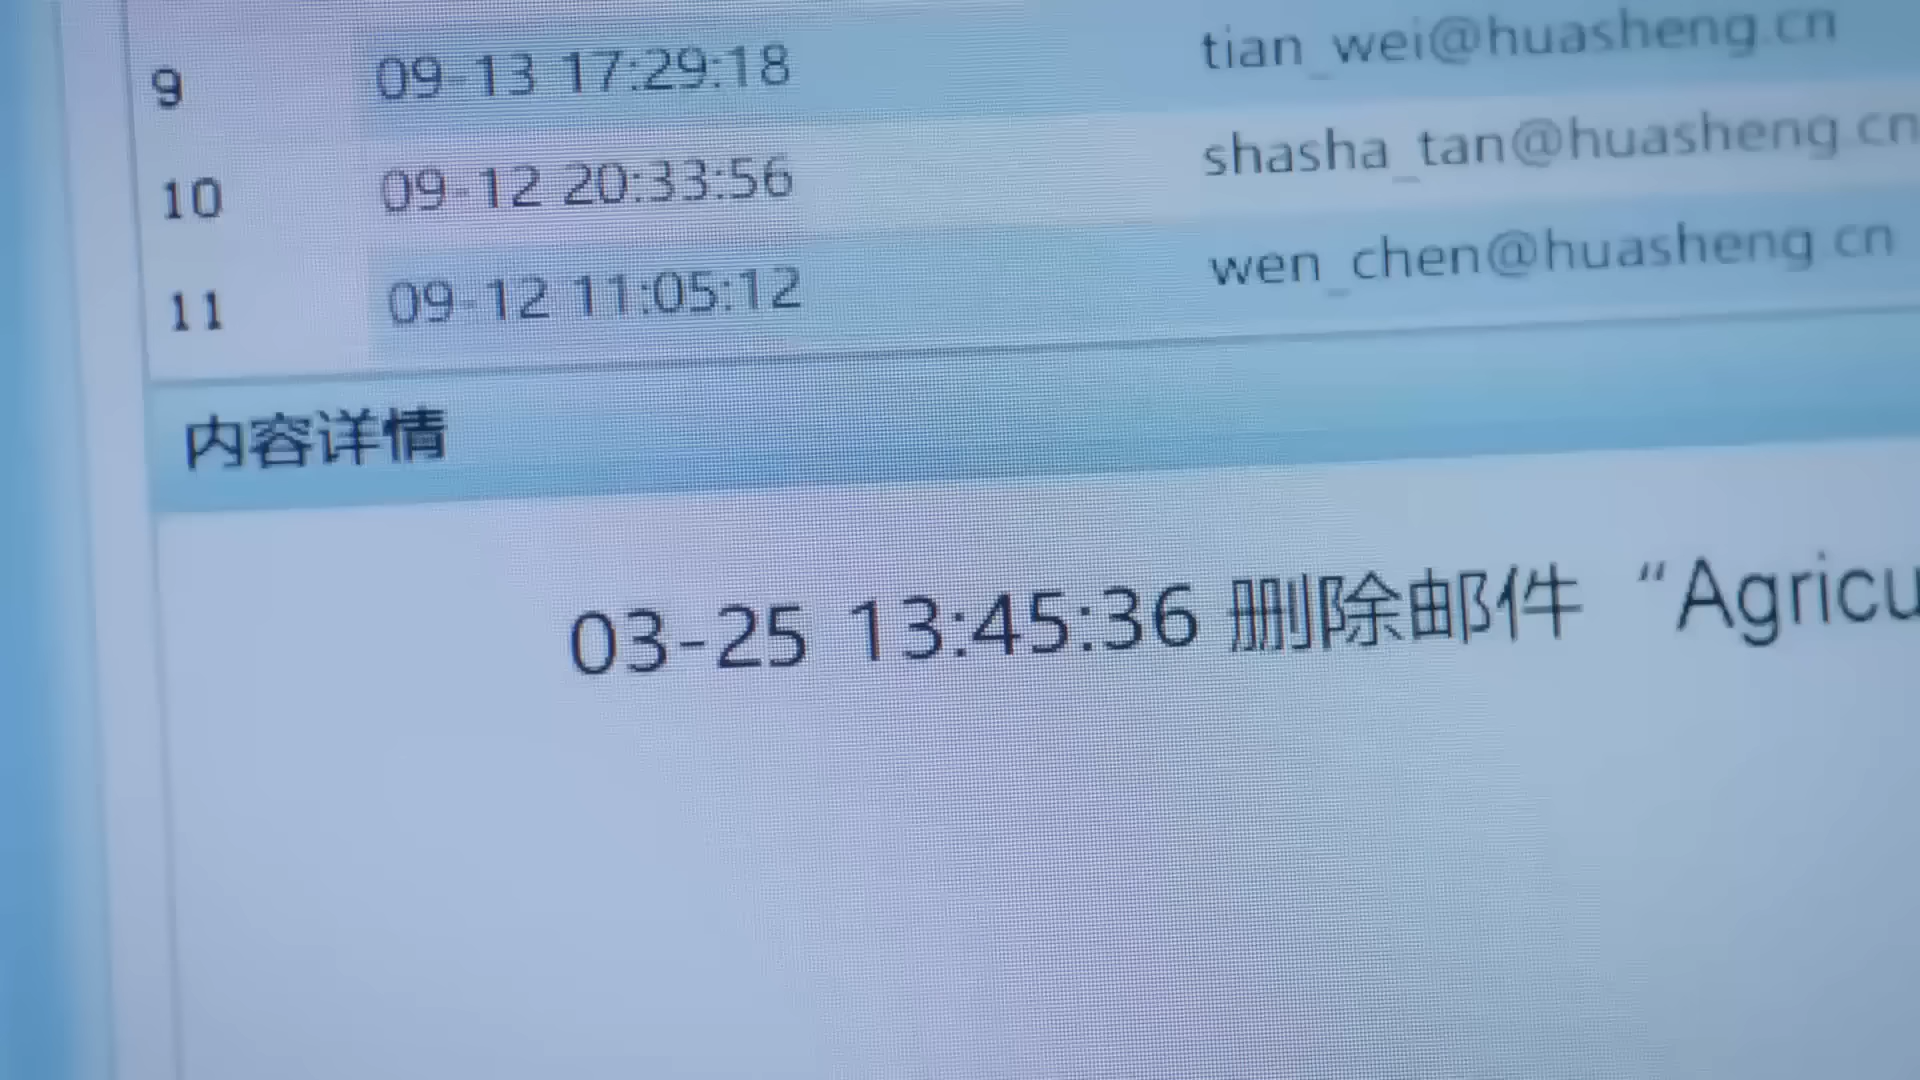 9 09-13 17:29:18 tian_wei@huasheng.cn
10 09-12 20:33:56 shasha_tan@huasheng.cn
11 09-12 11:05:12 wen_chen@huasheng.cn
内容详情
03-25 13:45:36 删除邮件 “Agricu